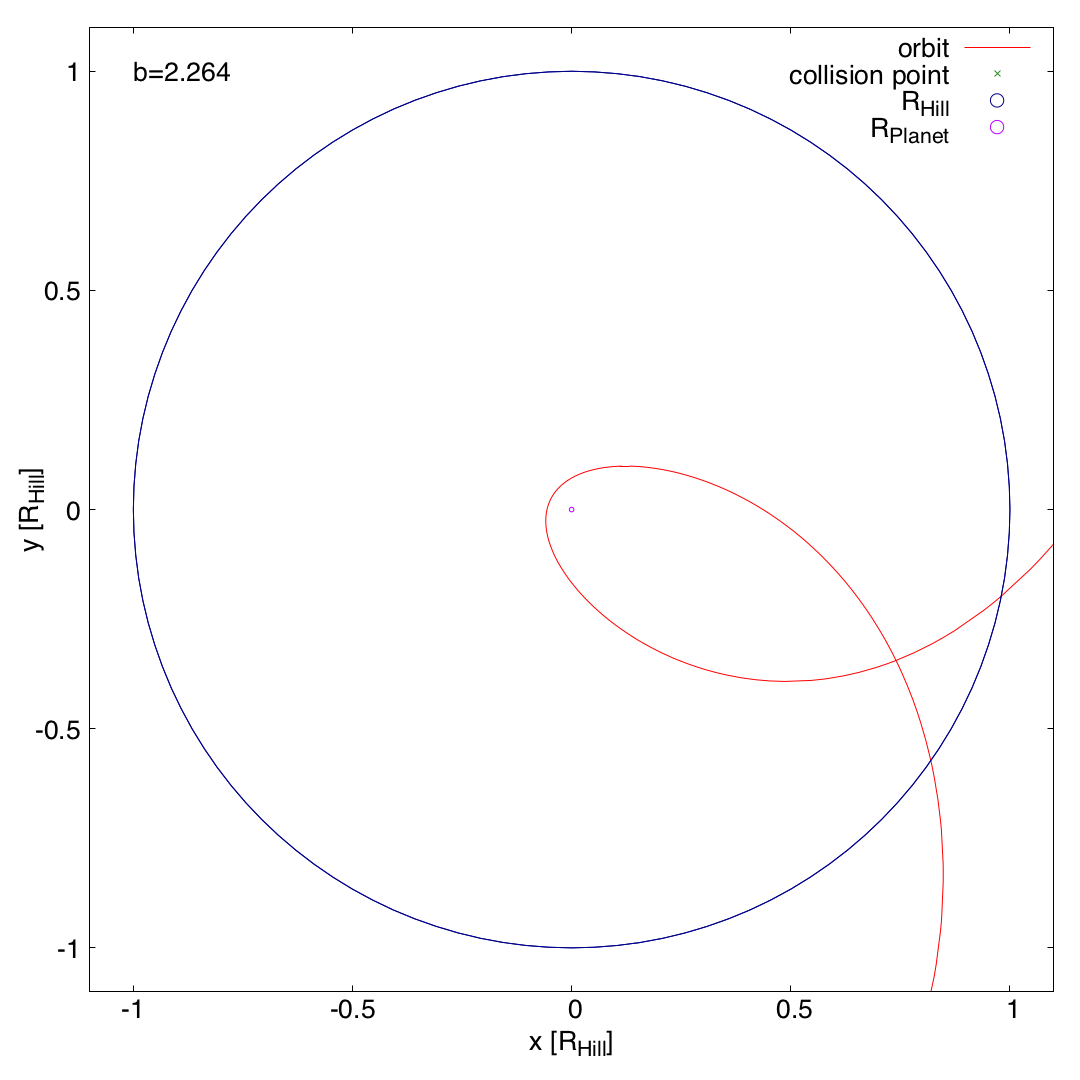 b=2.264
orbit
collision point
R_Hill
R_Planet
1
0.5
0
-0.5
-1
y [R_Hill]
-1
-0.5
0
0.5
1
x [R_Hill]